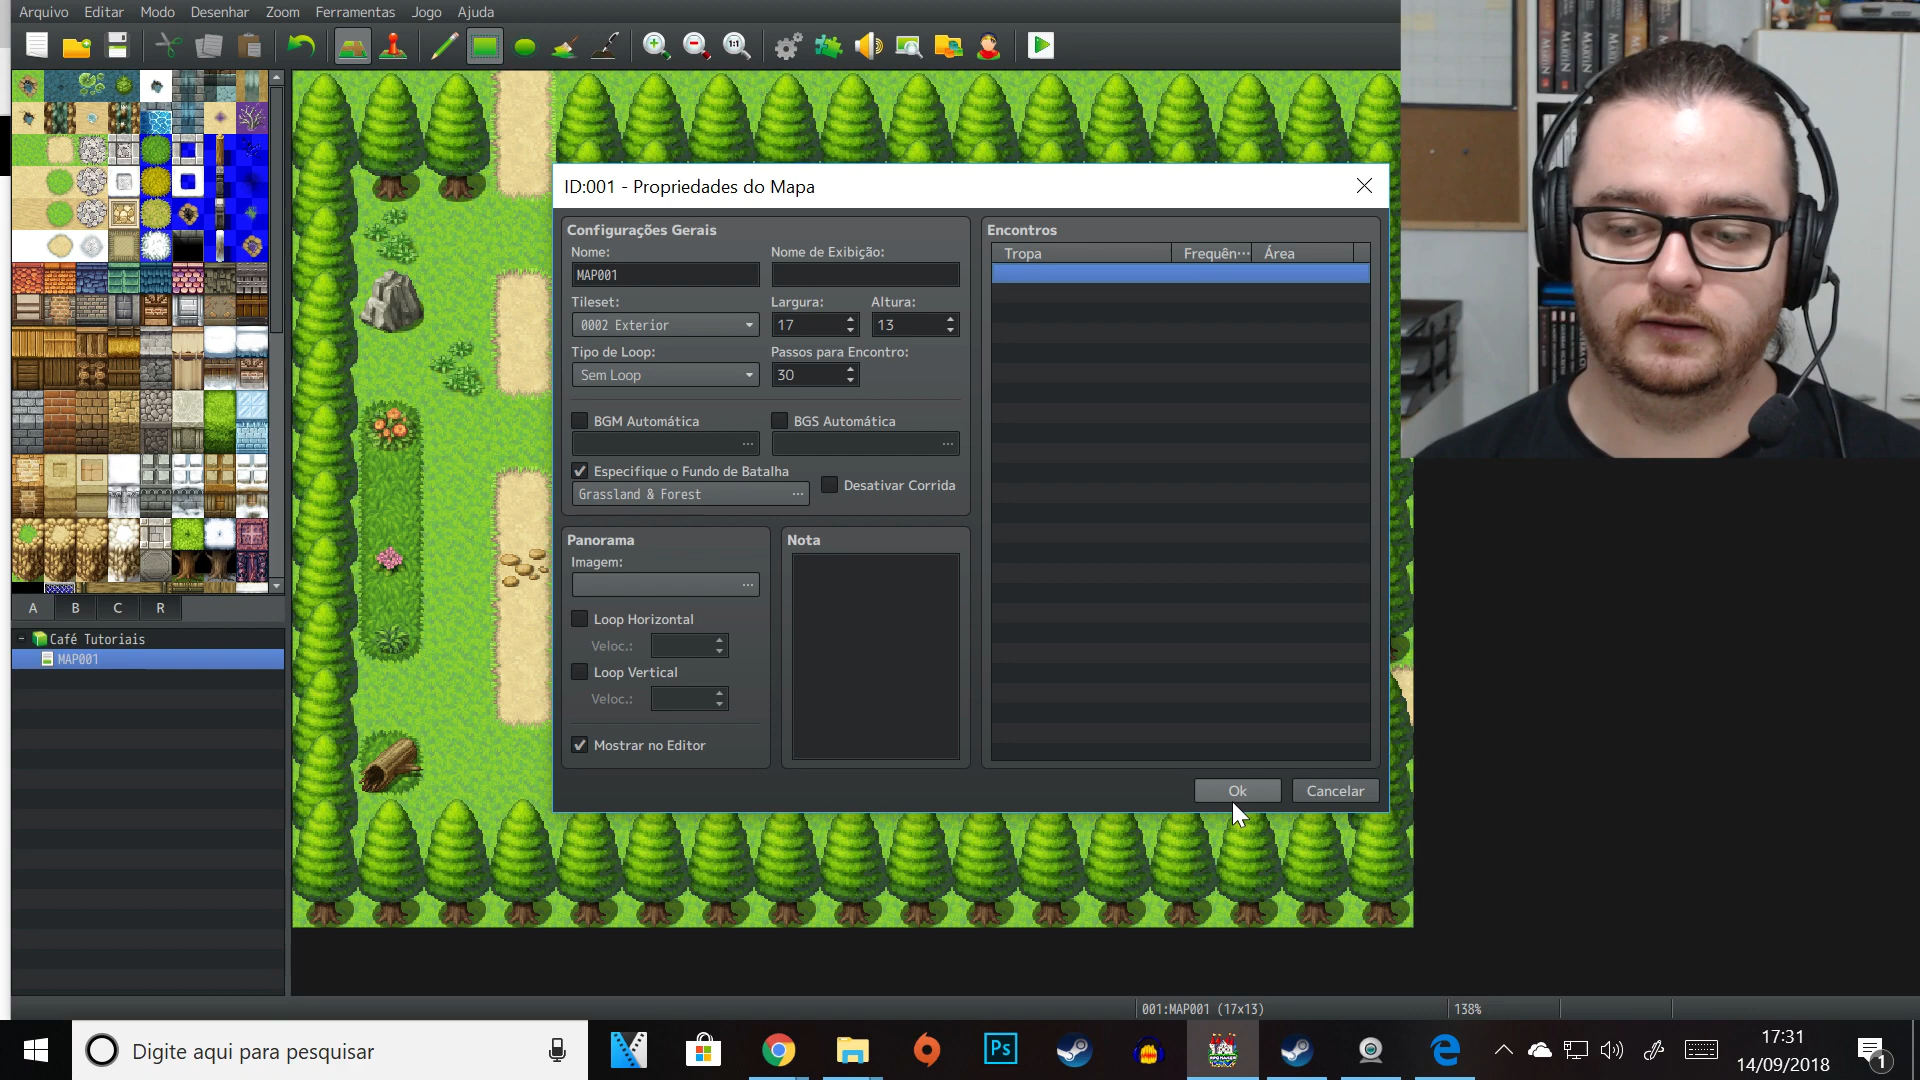 Arquivo Editar Modo Desenhar Zoom Ferramentas Jogo Ajuda
1:1
ID:001 - Propriedades do Mapa
Configurações Gerais
Nome: Nome de Exibição:
MAP001
Tileset: Largura: Altura:
0002 Exterior 17 13
Tipo de Loop: Passos para Encontro:
Sem Loop 30
BGM Automática BGS Automática
... ...
Especifique o Fundo de Batalha
Grassland & Forest ... Desativar Corrida
Panorama
Imagem:
...
Loop Horizontal
Veloc.:
Loop Vertical
Veloc.:
Mostrar no Editor
Nota
Encontros
Tropa Frequên... Área
Ok Cancelar
A B C R
Café Tutoriais
MAP001
001:MAP001 (17x13) 138%
Digite aqui para pesquisar
Ps
17:31
14/09/2018
1